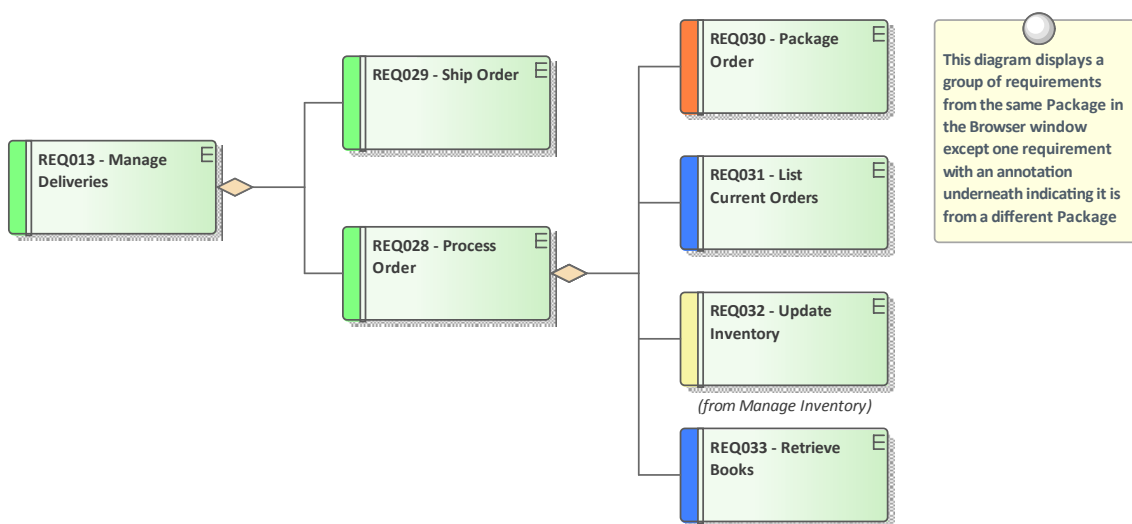 REQ013 - Manage
Deliveries
E
REQ029 - Ship Order
E
REQ028 - Process
Order
E
REQ030 - Package
Order
E
REQ031 - List
Current Orders
E
REQ032 - Update
Inventory
E
(from Manage Inventory)
REQ033 - Retrieve
Books
E
This diagram displays a
group of requirements
from the same Package in
the Browser window
except one requirement
with an annotation
underneath indicating it is
from a different Package